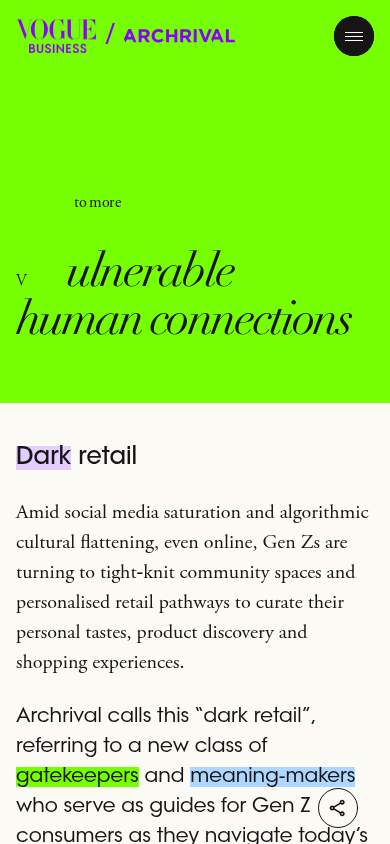 VOGUE
BUSINESS / ARCHRIVAL
to more
V ulnerable
human connections
Dark retail
Amid social media saturation and algorithmic
cultural flattening, even online, Gen Zs are
turning to tight-knit community spaces and
personalised retail pathways to curate their
personal tastes, product discovery and
shopping experiences.
Archrival calls this “dark retail”,
referring to a new class of
gatekeepers and meaning-makers
who serve as guides for Gen Z
consumers as they navigate today’s